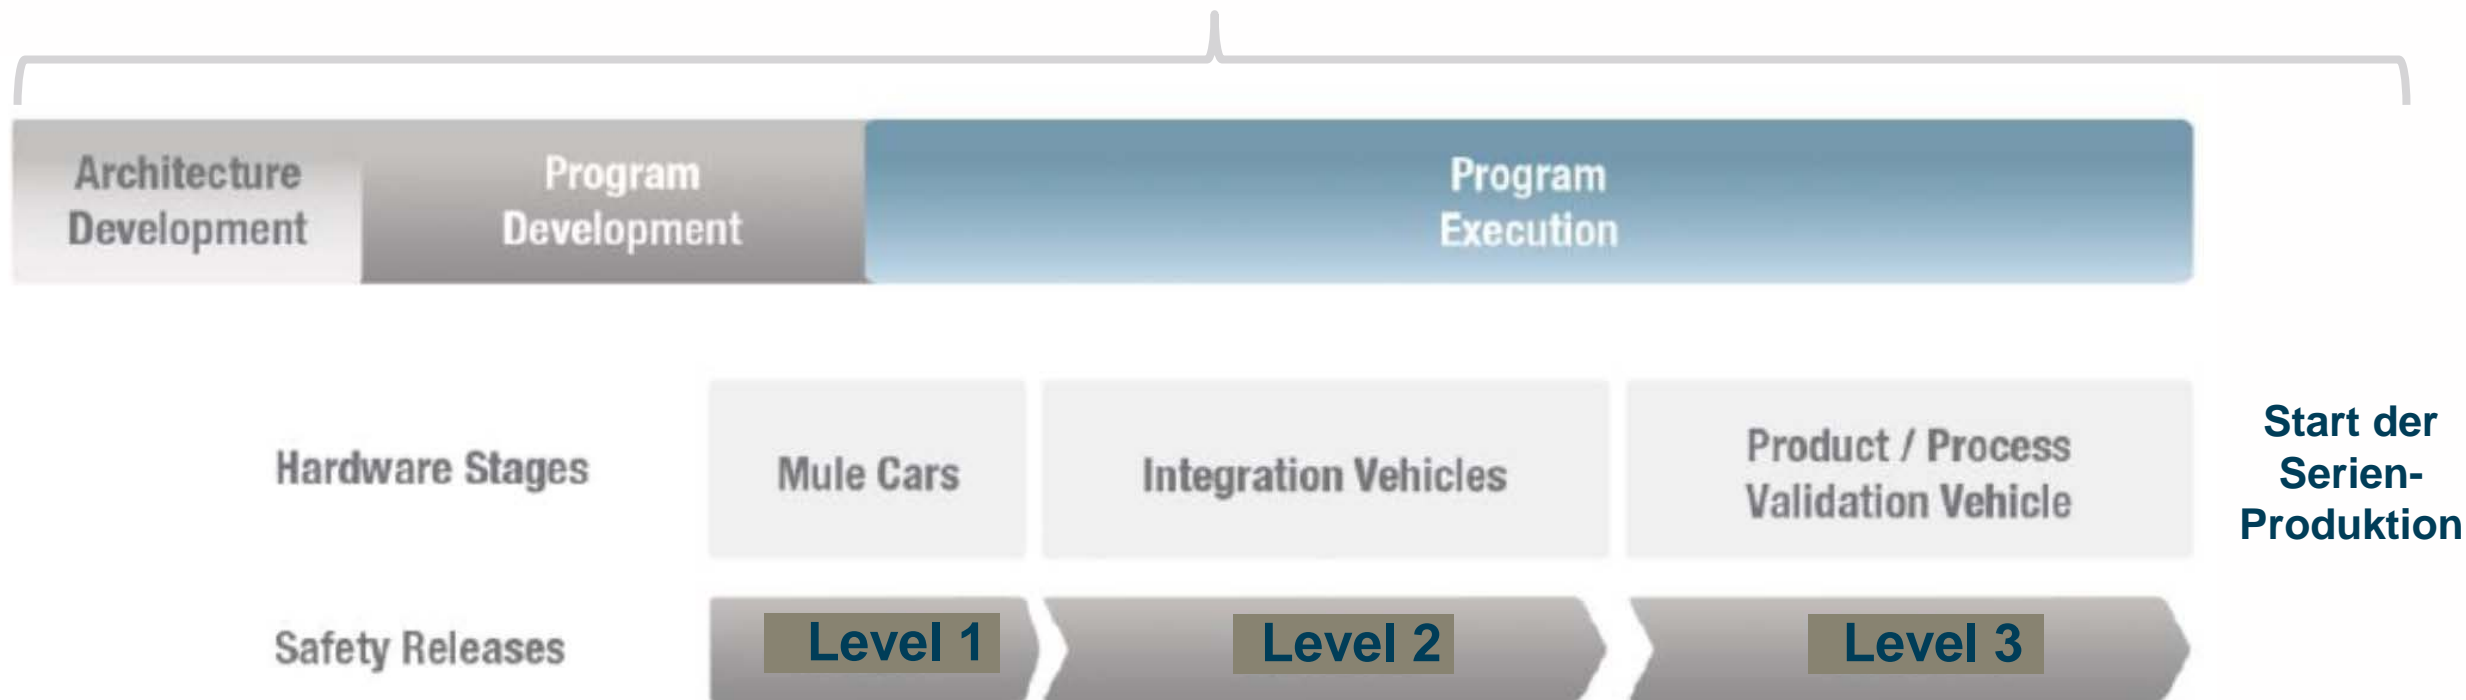 Architecture
Development
Program
Development
Program
Execution
Hardware Stages
Mule Cars
Integration Vehicles
Product / Process
Validation Vehicle
Start der
Serien-
Produktion
Safety Releases
Level 1
Level 2
Level 3